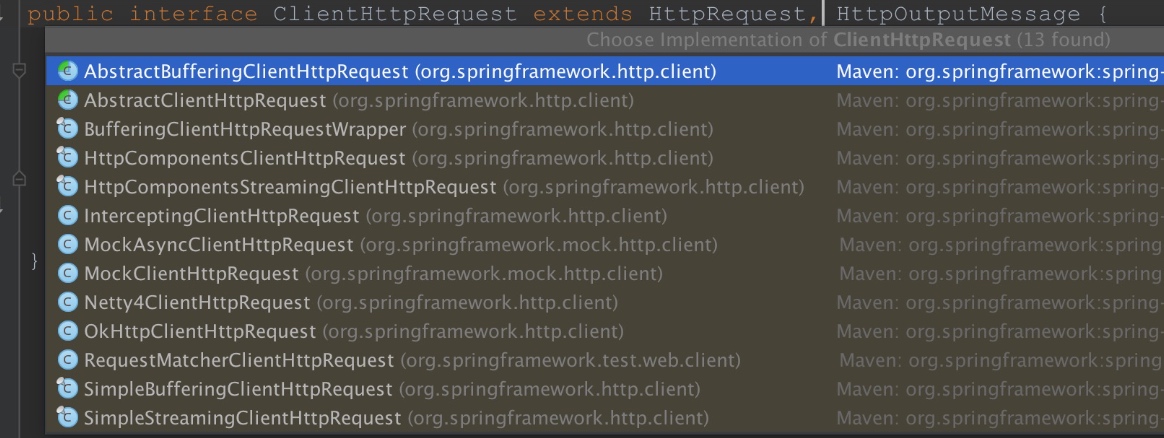 public interface ClientHttpRequest extends HttpRequest, HttpOutputMessage {
Choose Implementation of ClientHttpRequest (13 found)
AbstractBufferingClientHttpRequest (org.springframework.http.client) Maven: org.springframework:spring-
AbstractClientHttpRequest (org.springframework.http.client) Maven: org.springframework:spring-
BufferingClientHttpRequestWrapper (org.springframework.http.client) Maven: org.springframework:spring-
HttpComponentsClientHttpRequest (org.springframework.http.client) Maven: org.springframework:spring-
HttpComponentsStreamingClientHttpRequest (org.springframework.http.client) Maven: org.springframework:spring-
InterceptingClientHttpRequest (org.springframework.http.client) Maven: org.springframework:spring-
MockAsyncClientHttpRequest (org.springframework.mock.http.client) Maven: org.springframework:spring-
}
MockClientHttpRequest (org.springframework.mock.http.client) Maven: org.springframework:spring-
Netty4ClientHttpRequest (org.springframework.http.client) Maven: org.springframework:spring-
OkHttpClientHttpRequest (org.springframework.http.client) Maven: org.springframework:spring-
RequestMatcherClientHttpRequest (org.springframework.test.web.client) Maven: org.springframework:spring-
SimpleBufferingClientHttpRequest (org.springframework.http.client) Maven: org.springframework:spring-
SimpleStreamingClientHttpRequest (org.springframework.http.client) Maven: org.springframework:spring-